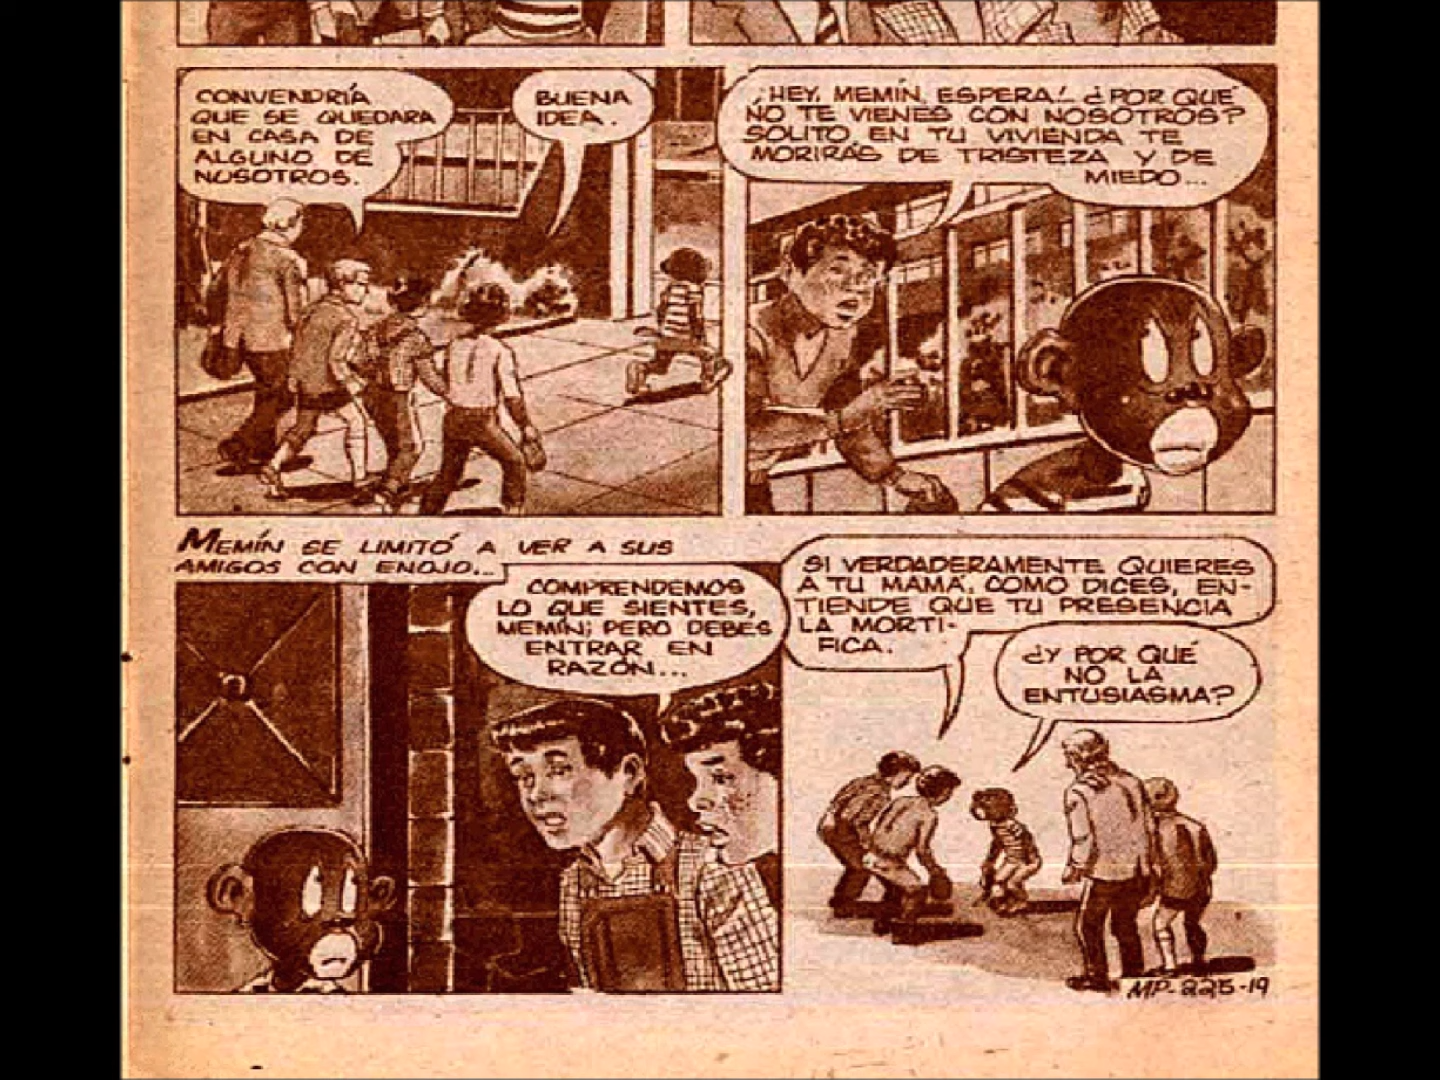 CONVENDRÍA
QUE SE QUEDARA
EN CASA DE
ALGUNO DE
NOSOTROS.
BUENA
IDEA.
¡HEY, MEMÍN, ESPERA! ¿POR QUÉ
NO TE VIENES CON NOSOTROS?
SOLITO EN TU VIVIENDA TE
MORIRÁS DE TRISTEZA Y DE
MIEDO...
MEMÍN SE LIMITÓ A VER A SUS
AMIGOS CON ENOJO...
COMPRENDEMOS
LO QUE SIENTES,
MEMÍN; PERO DEBES
ENTRAR EN
RAZÓN...
SI VERDADERAMENTE QUIERES
A TU MAMÁ, COMO DICES, EN-
TIENDE QUE TU PRESENCIA
LA MORTI-
FICA.
¿Y POR QUÉ
NO LA
ENTUSIASMA?
MP-225-19